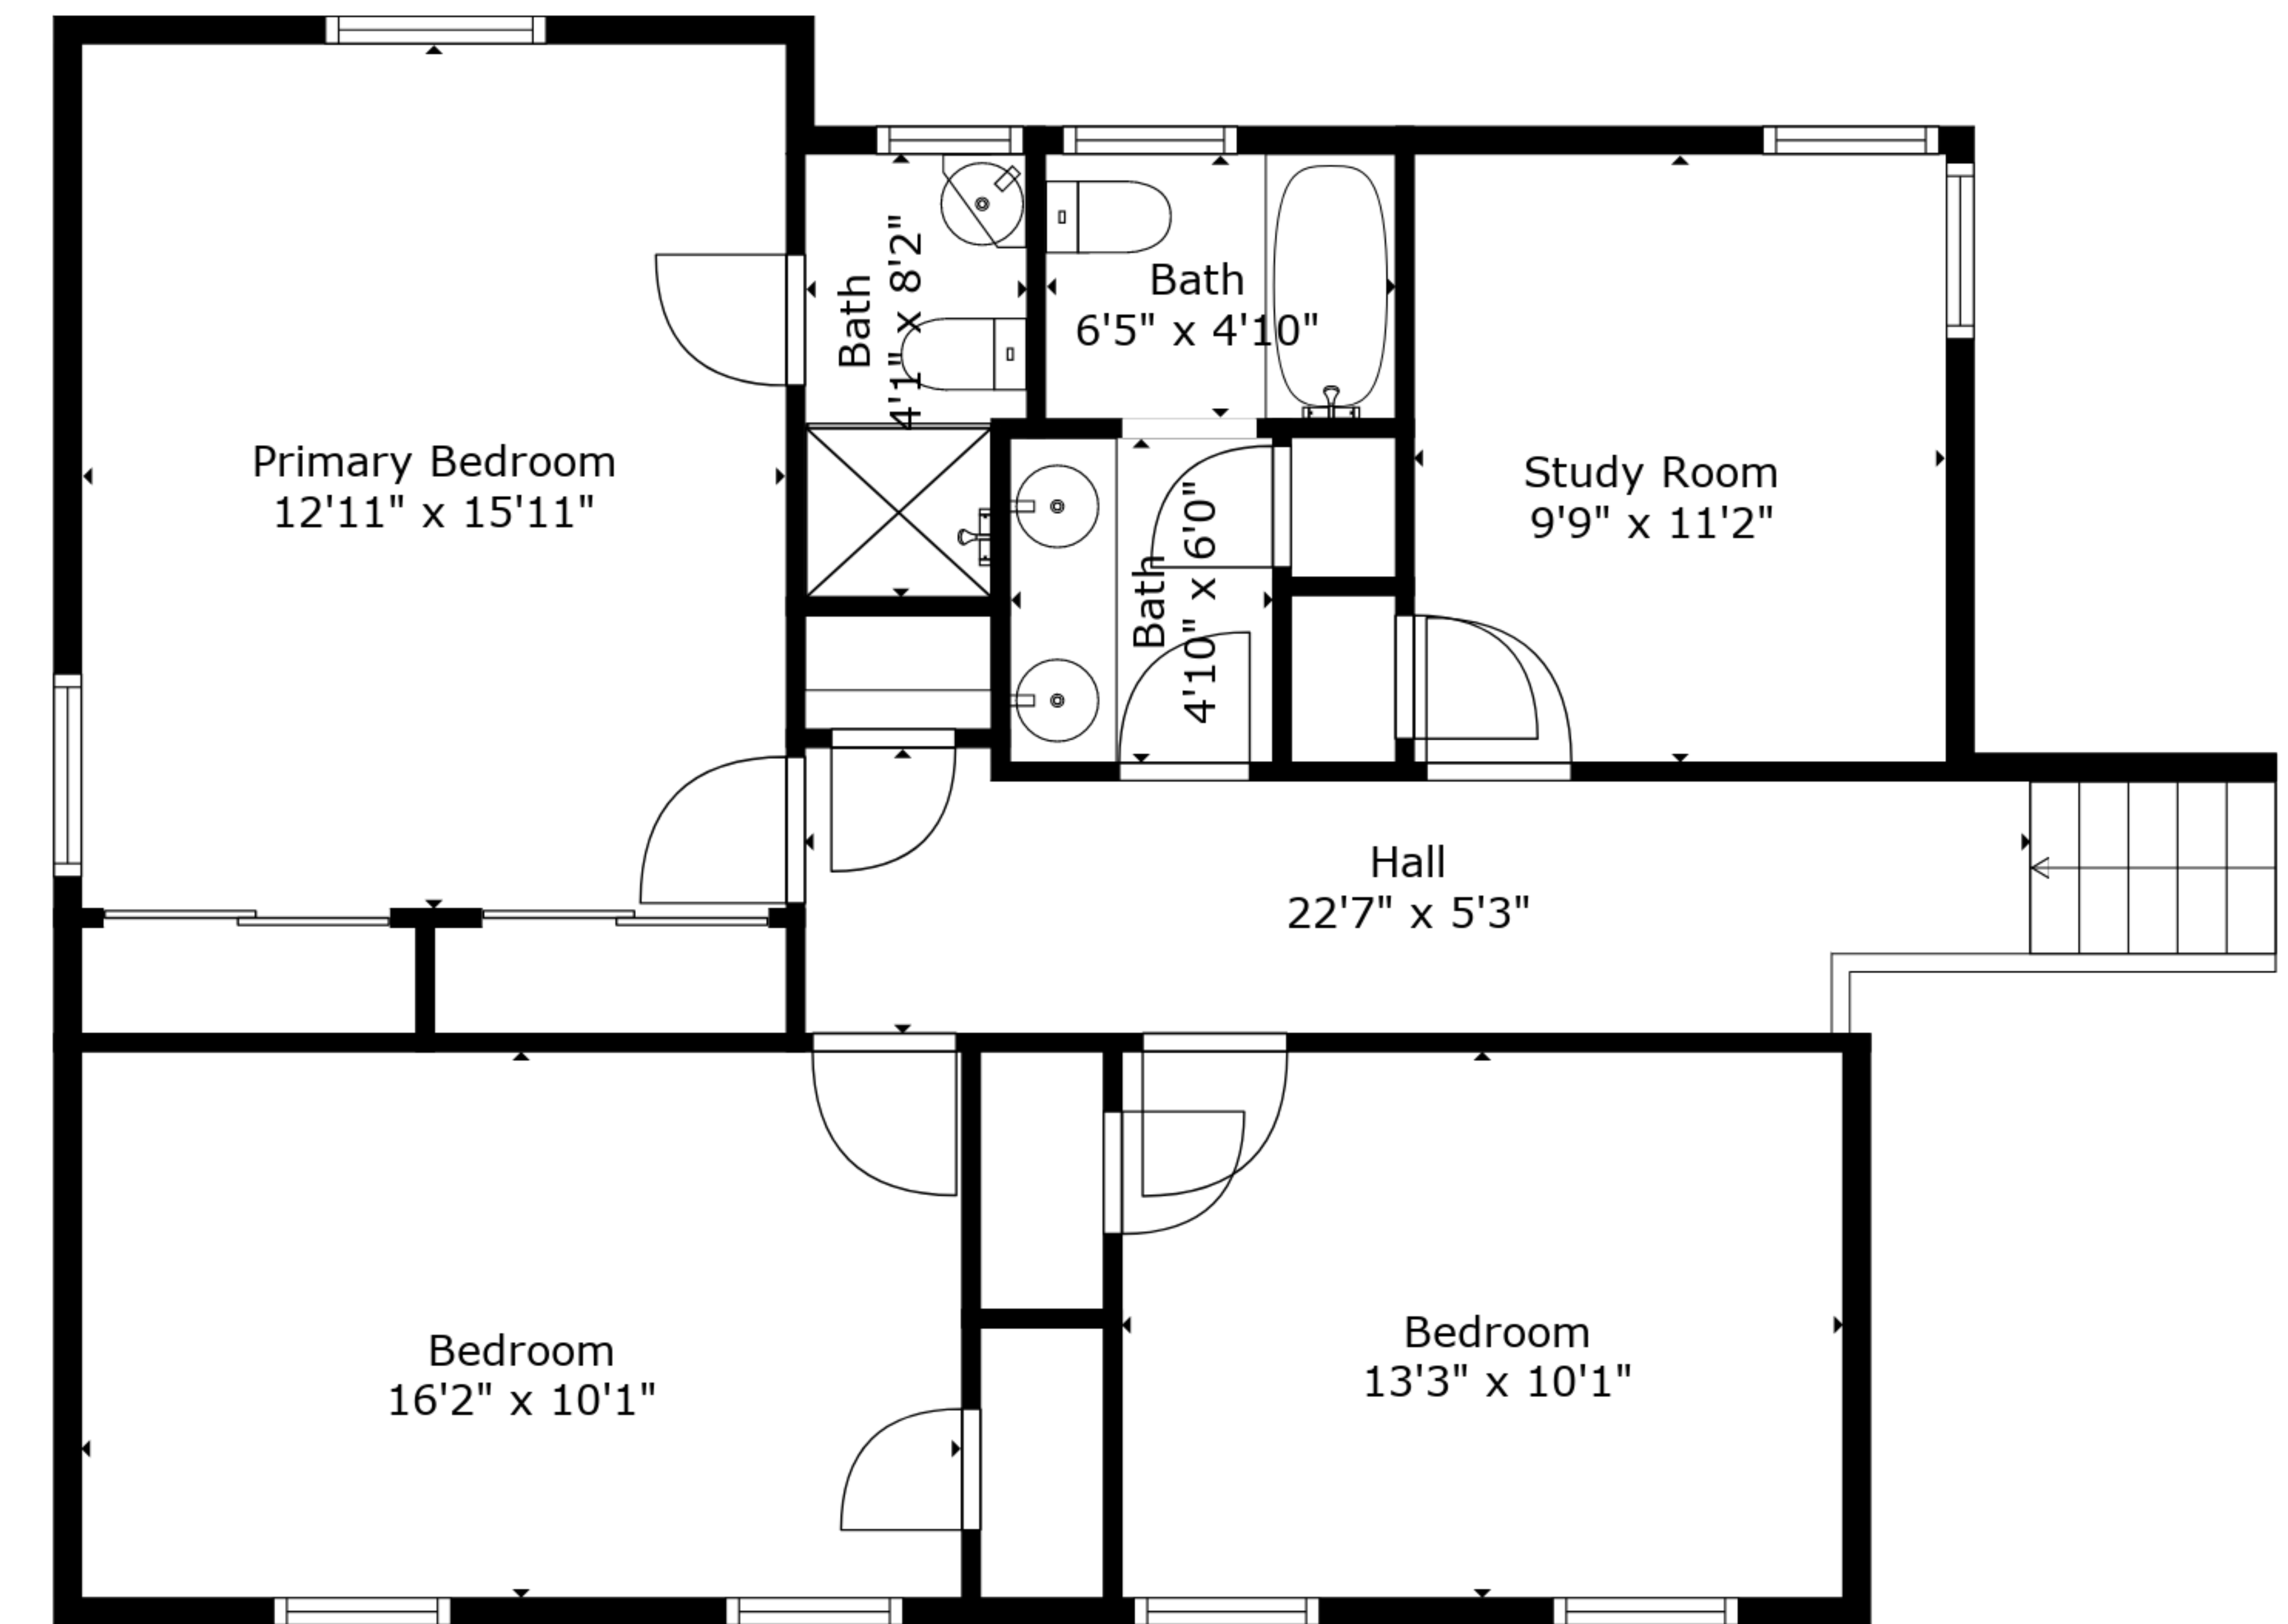 Bath
4'1" x 8'2"
Bath
6'5" x 4'10"
Primary Bedroom
12'11" x 15'11"
Study Room
9'9" x 11'2"
Bath
4'10" x 6'0"
Hall
22'7" x 5'3"
Bedroom
16'2" x 10'1"
Bedroom
13'3" x 10'1"